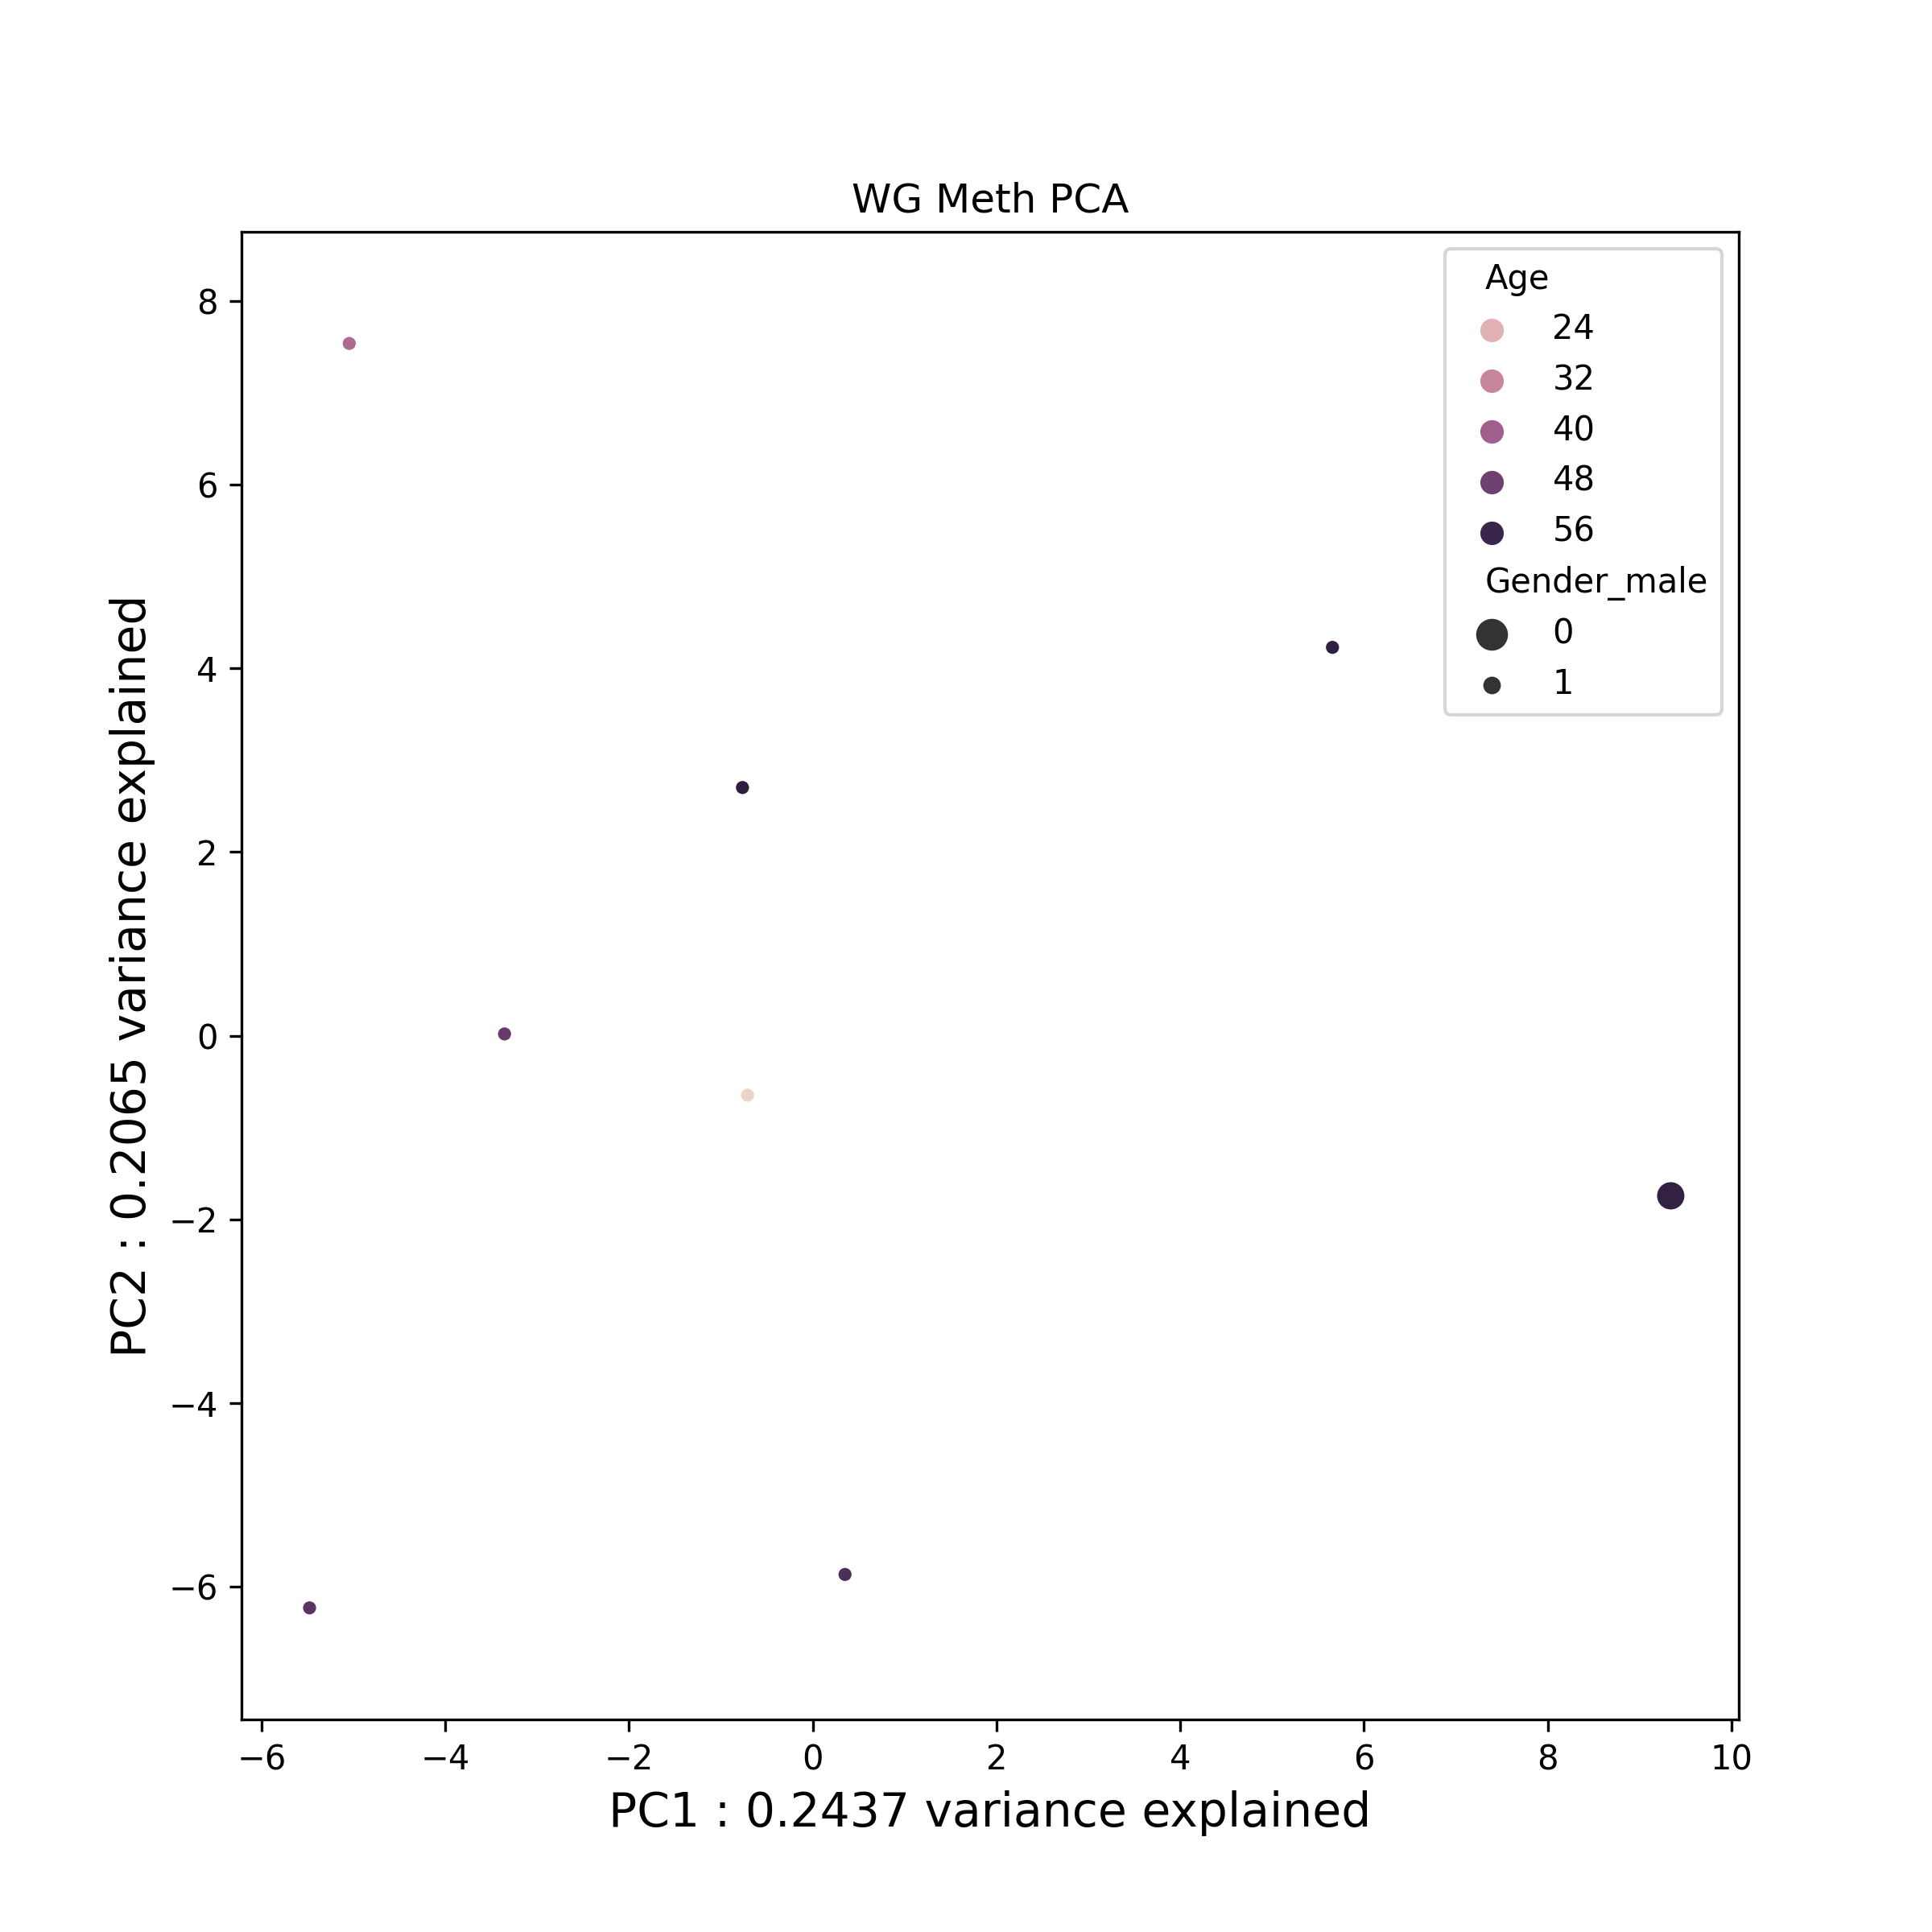 WG Meth PCA
Age
24
32
40
48
56
Gender_male
0
1
8
6
4
2
0
−2
−4
−6
PC2 : 0.2065 variance explained
−6 −4 −2 0 2 4 6 8 10
PC1 : 0.2437 variance explained